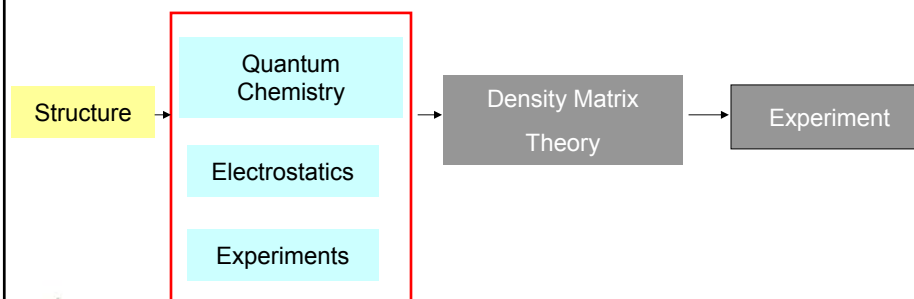 Structure
Quantum
Chemistry
Electrostatics
Experiments
Density Matrix
Theory
Experiment